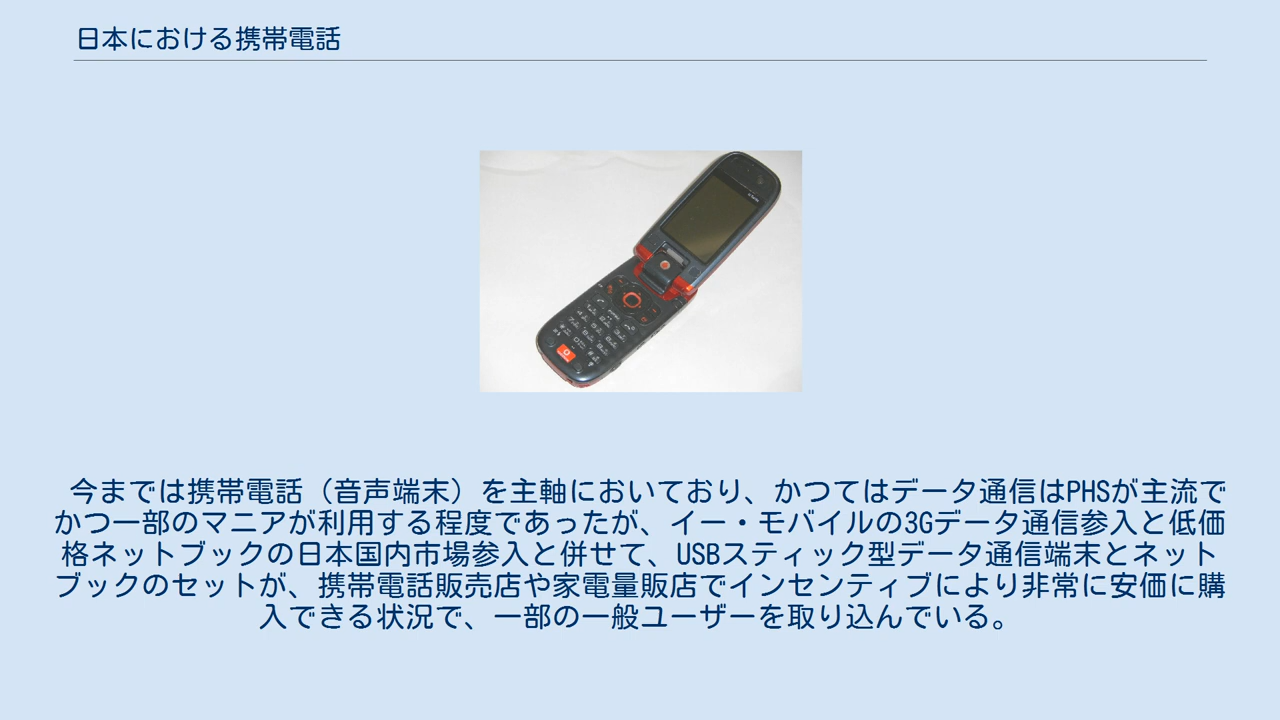 日本における携帯電話
今までは携帯電話（音声端末）を主軸においており、かつてはデータ通信はPHSが主流で
かつ一部のマニアが利用する程度であったが、イー・モバイルの3Gデータ通信参入と低価
格ネットブックの日本国内市場参入と併せて、USBスティック型データ通信端末とネット
ブックのセットが、携帯電話販売店や家電量販店でインセンティブにより非常に安価に購
入できる状況で、一部の一般ユーザーを取り込んでいる。